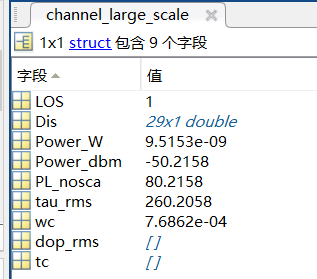 channel_large_scale
1x1 struct 包含 9 个字段
字段 值
LOS 1
Dis 29x1 double
Power_W 9.5153e-09
Power_dbm -50.2158
PL_nosca 80.2158
tau_rms 260.2058
wc 7.6862e-04
dop_rms []
tc []